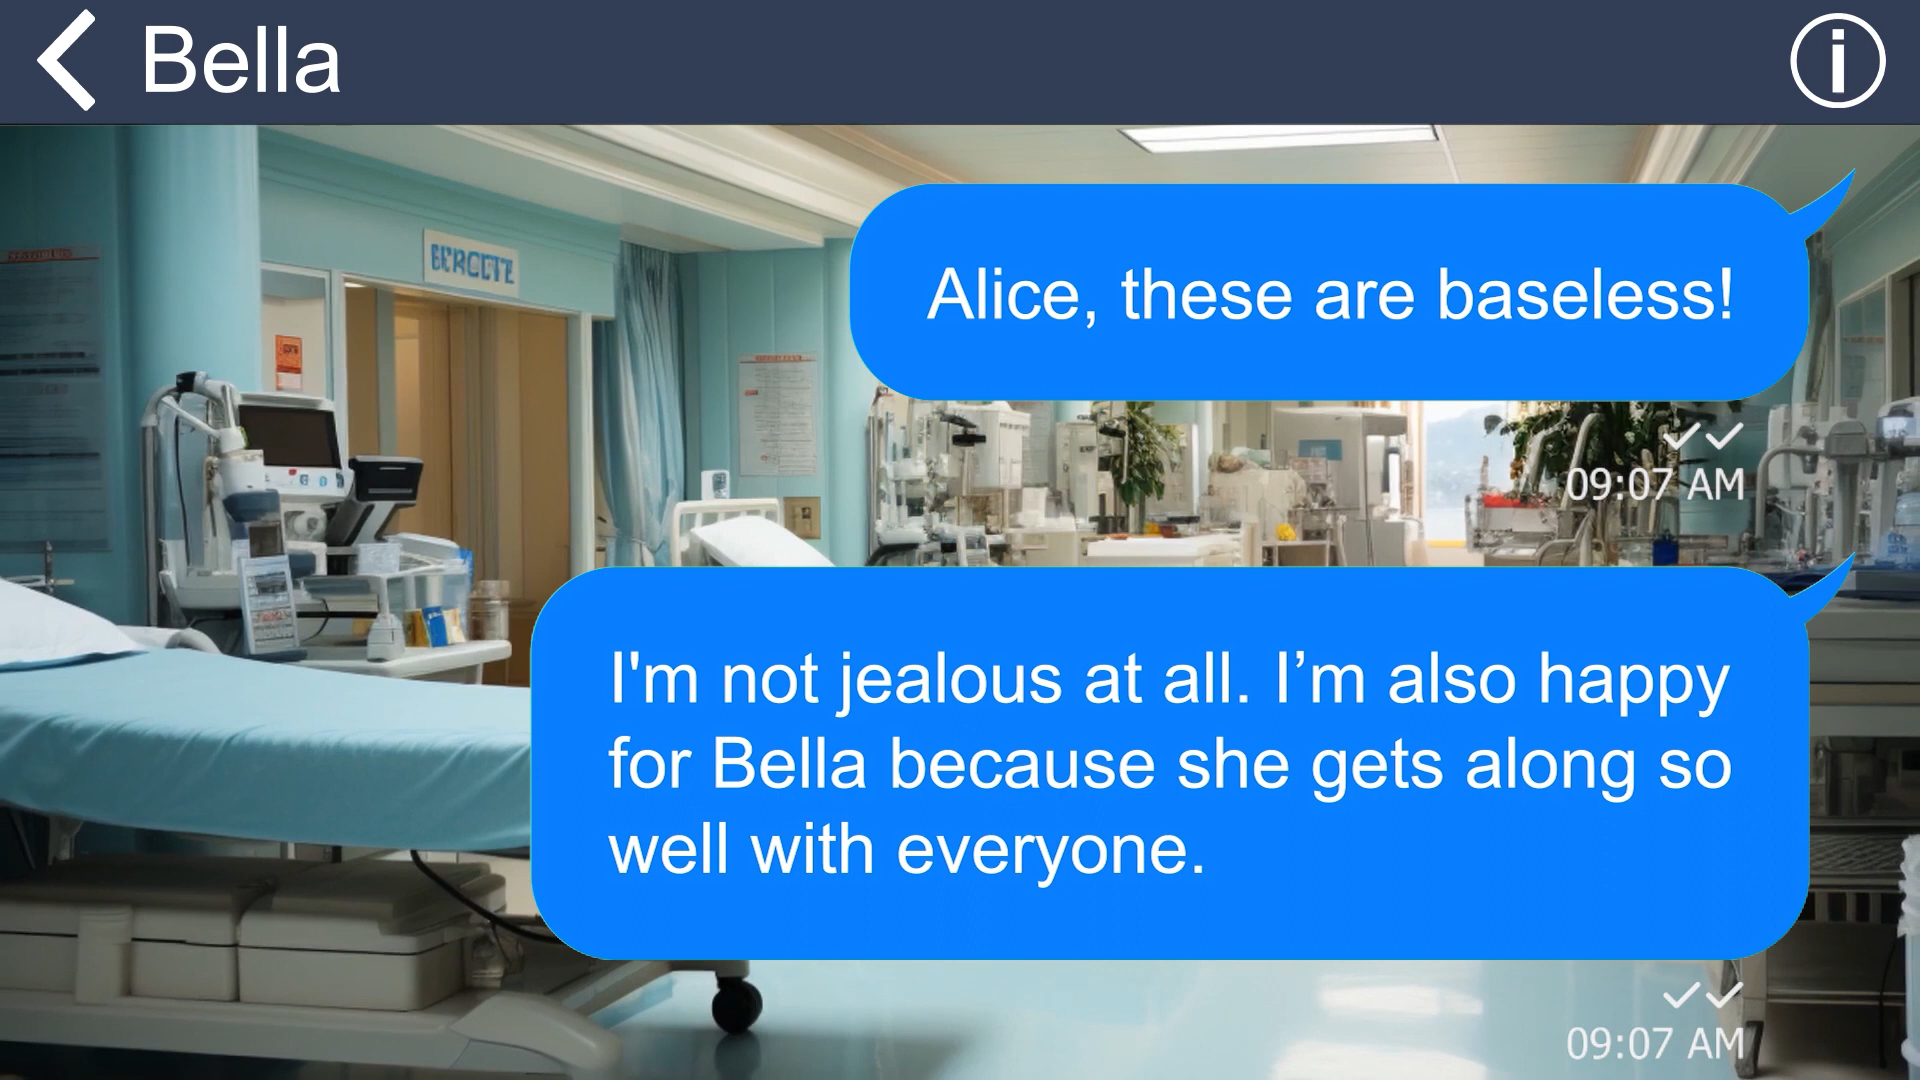 Bella
Alice, these are baseless!
09:07 AM
I'm not jealous at all. I’m also happy
for Bella because she gets along so
well with everyone.
09:07 AM